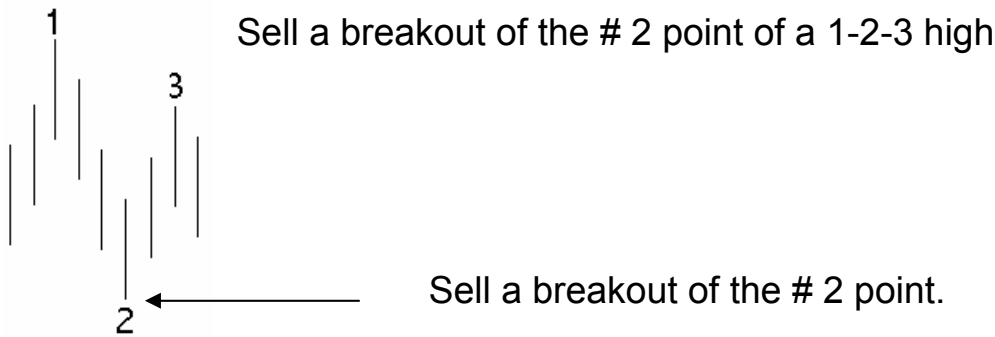 1
Sell a breakout of the # 2 point of a 1-2-3 high
3
Sell a breakout of the # 2 point.
2